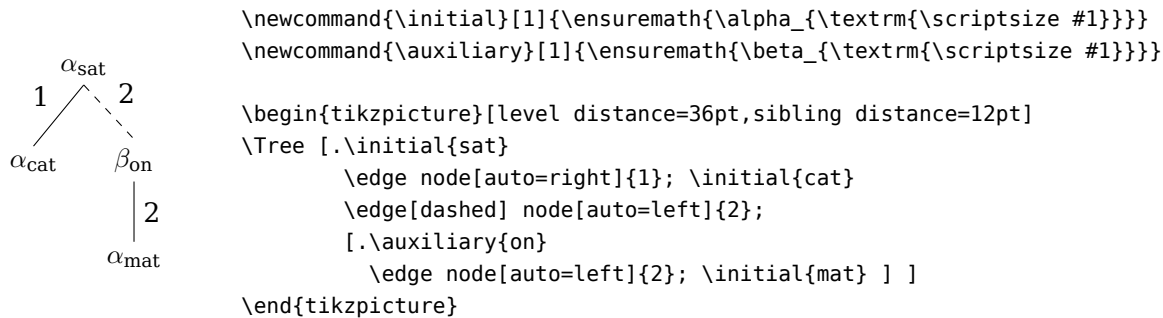 \newcommand{\initial}[1]{\ensuremath{\alpha_{\textrm{\scriptsize #1}}}}
\newcommand{\auxiliary}[1]{\ensuremath{\beta_{\textrm{\scriptsize #1}}}}
α_sat
1 2
α_cat β_on
2
α_mat
\begin{tikzpicture}[level distance=36pt,sibling distance=12pt]
\Tree [.\initial{sat}
\edge node[auto=right]{1}; \initial{cat}
\edge[dashed] node[auto=left]{2};
[.\auxiliary{on}
\edge node[auto=left]{2}; \initial{mat} ] ]
\end{tikzpicture}